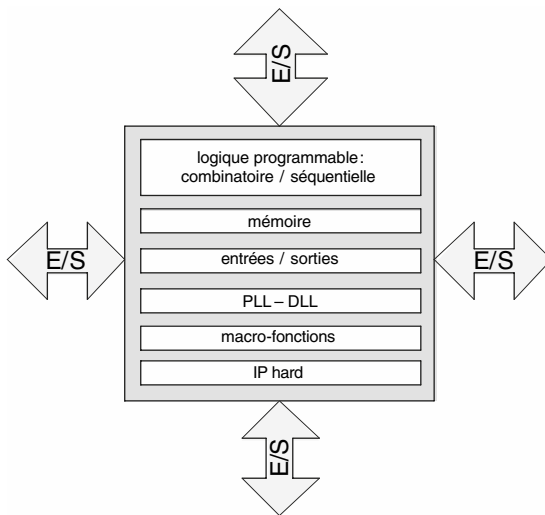 E/S
logique programmable:
combinatoire / séquentielle
mémoire
E/S
entrées / sorties
E/S
PLL – DLL
macro-fonctions
IP hard
E/S